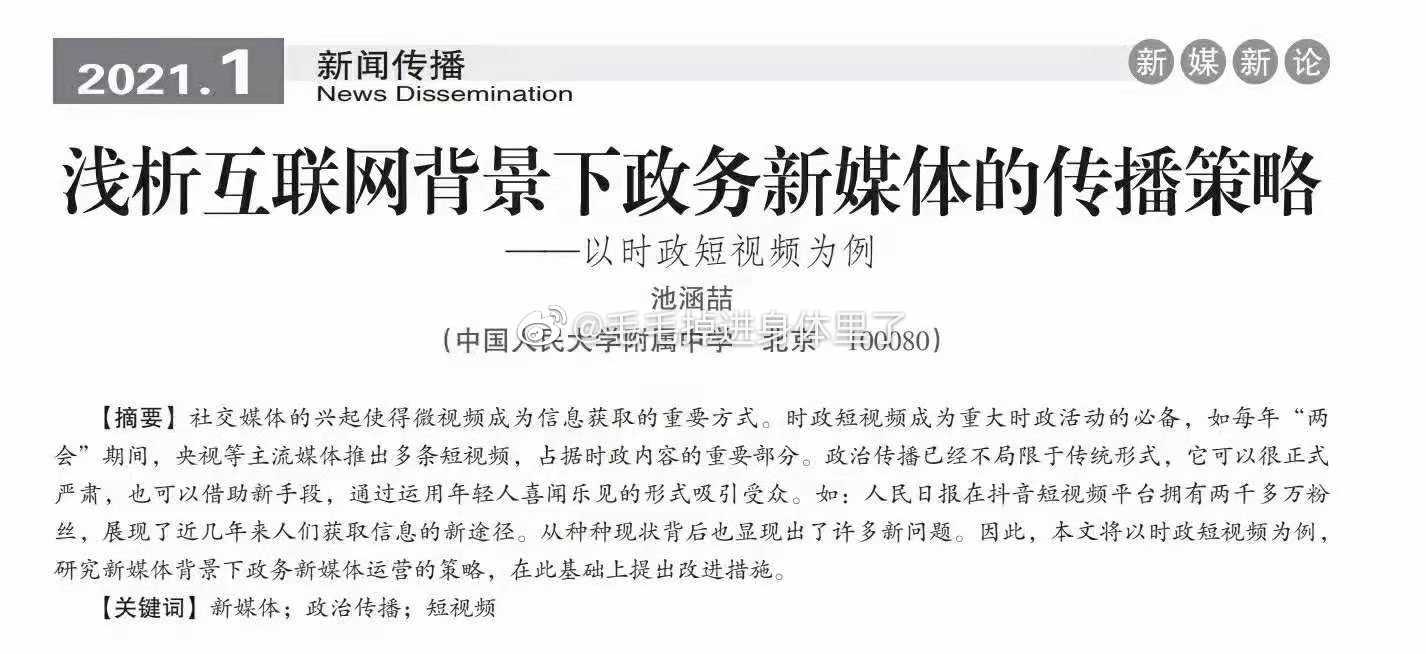 2021.1
新闻传播
News Dissemination
新媒新论
浅析互联网背景下政务新媒体的传播策略
——以时政短视频为例
池涵喆
@毛毛掉进身体里了
(中国人民大学附属中学 北京 100080)
【摘要】社交媒体的兴起使得微视频成为信息获取的重要方式。时政短视频成为重大时政活动的必备，如每年“两
会”期间，央视等主流媒体推出多条短视频，占据时政内容的重要部分。政治传播已经不局限于传统形式，它可以很正式
严肃，也可以借助新手段，通过运用年轻人喜闻乐见的形式吸引受众。如：人民日报在抖音短视频平台拥有两千多万粉
丝，展现了近几年来人们获取信息的新途径。从种种现状背后也显现出了许多新问题。因此，本文将以时政短视频为例，
研究新媒体背景下政务新媒体运营的策略，在此基础上提出改进措施。
【关键词】新媒体；政治传播；短视频